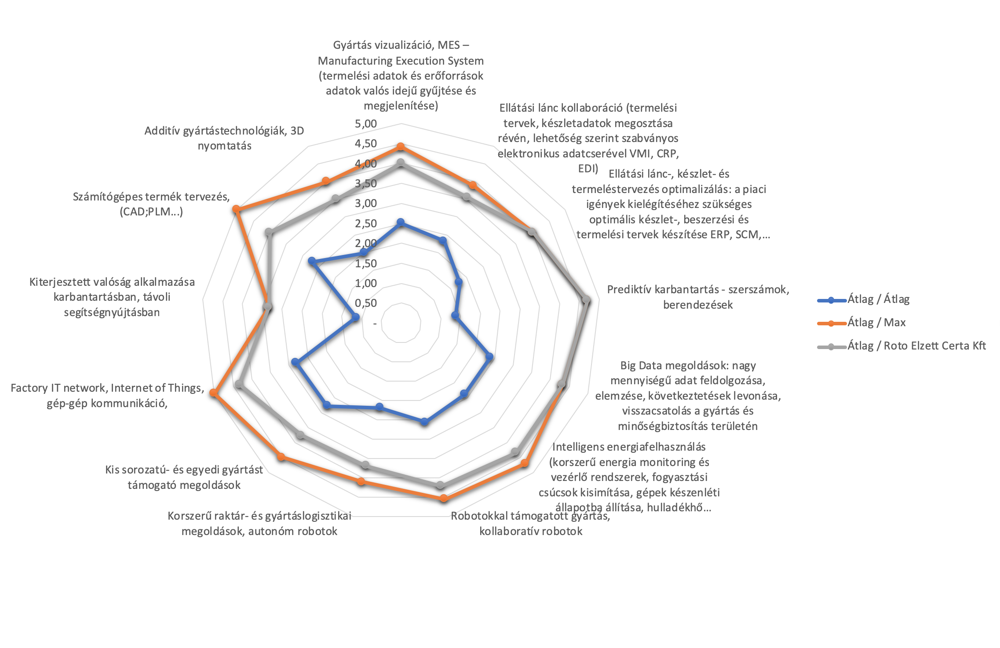 Gyártás vizualizáció, MES –
Manufacturing Execution System
(termelési adatok és erőforrások
adatok valós idejű gyűjtése és
megjelenítése)
Ellátási lánc kollaboráció (termelési
tervek, készletadatok megosztása
révén, lehetőség szerint szabványos
elektronikus adatcserével VMI, CRP,
EDI)
Ellátási lánc-, készlet- és
termeléstervezés optimalizálás: a piaci
igények kielégítéséhez szükséges
optimális készlet-, beszerzési és
termelési tervek készítése ERP, SCM,...
Prediktív karbantartás - szerszámok,
berendezések
Big Data megoldások: nagy
mennyiségű adat feldolgozása,
elemzése, következtetések levonása,
visszacsatolás a gyártás és
minőségbiztosítás területén
Intelligens energiafelhasználás
(korszerű energia monitoring és
vezérlő rendszerek, fogyasztási
csúcsok kisimítása, gépek készenléti
állapotba állítása, hulladékhő...
Robotokkal támogatott gyártás,
kollaboratív robotok
Korszerű raktár- és gyártáslogisztikai
megoldások, autonóm robotok
Kis sorozatú- és egyedi gyártást
támogató megoldások
Factory IT network, Internet of Things,
gép-gép kommunikáció,
Kiterjesztett valóság alkalmazása
karbantartásban, távoli
segítségnyújtásban
Számítógépes termék tervezés,
(CAD;PLM...)
Additív gyártástechnológiák, 3D
nyomtatás
5,00
4,50
4,00
3,50
3,00
2,50
2,00
1,50
1,00
0,50
-
Átlag / Átlag
Átlag / Max
Átlag / Roto Elzett Certa Kft